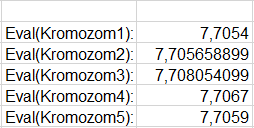 Eval(Kromozom1): 7,7054
Eval(Kromozom2): 7,705658899
Eval(Kromozom3): 7,708054099
Eval(Kromozom4): 7,7067
Eval(Kromozom5): 7,7059